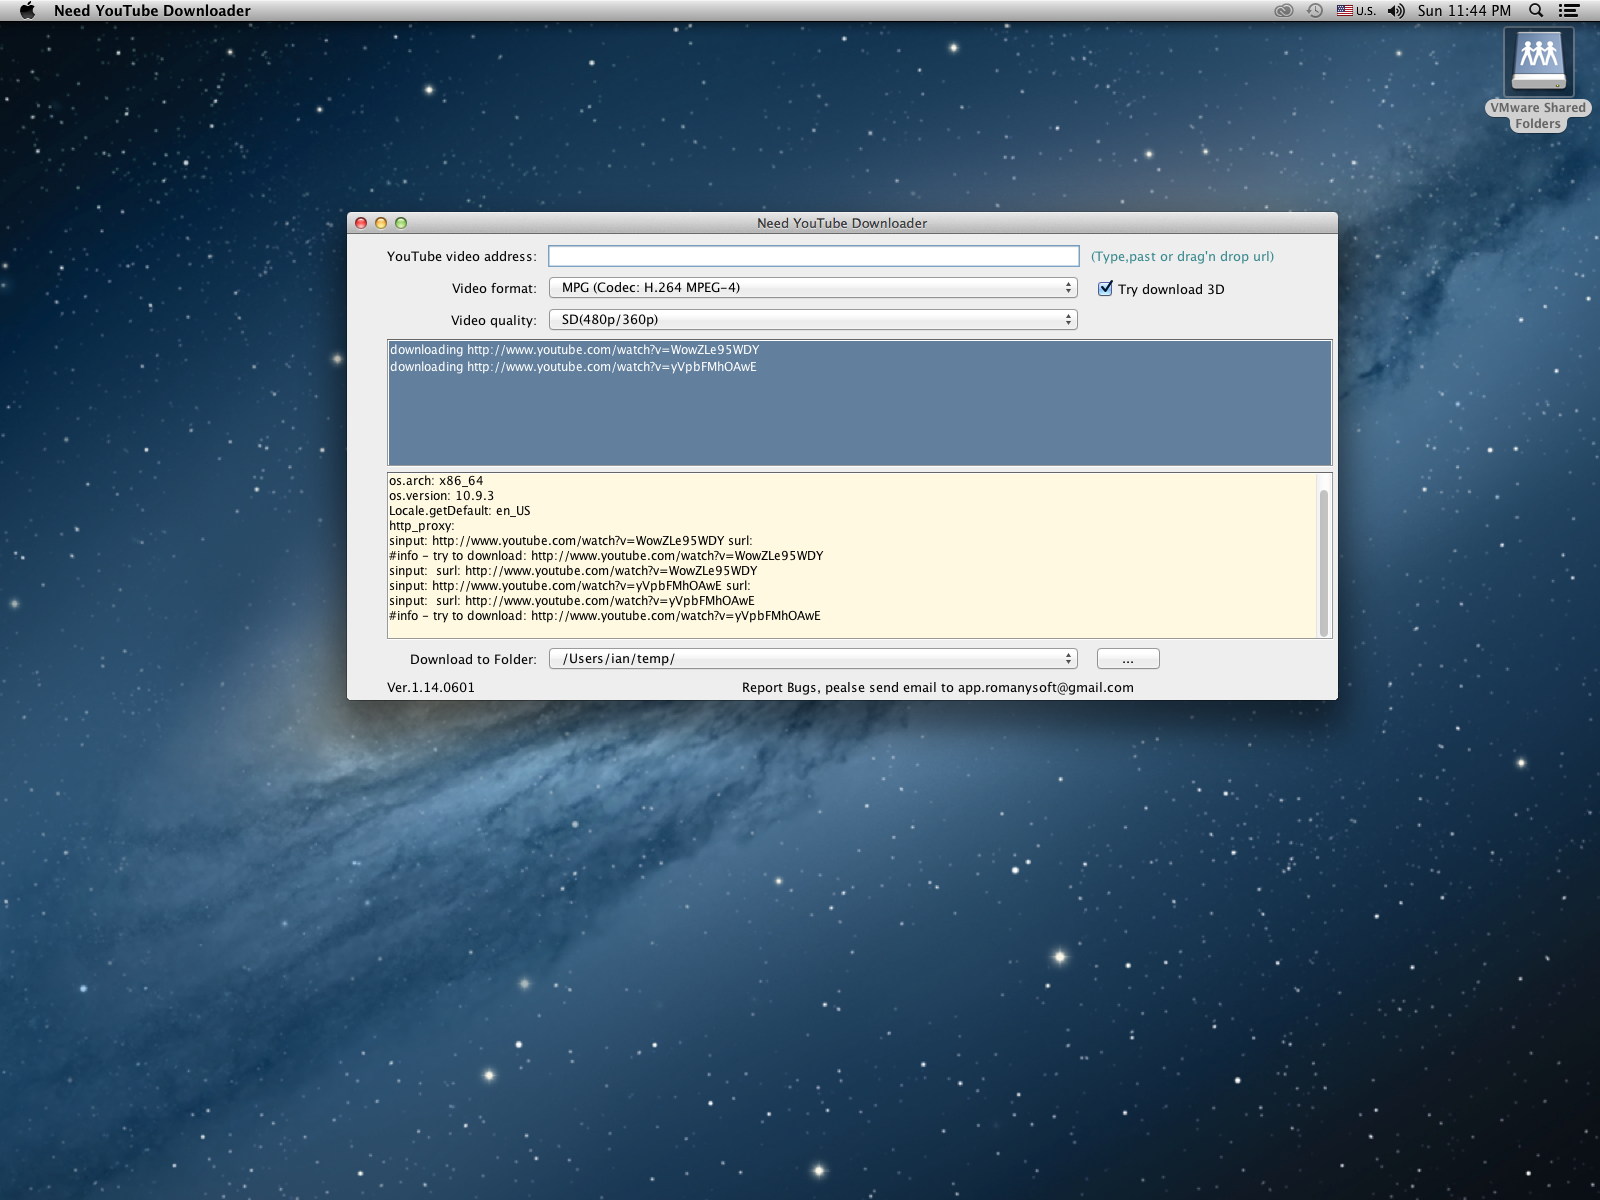 Need YouTube Downloader
U.S.
Sun 11:44 PM
VMware Shared
Folders
Need YouTube Downloader
YouTube video address:
(Type,past or drag'n drop url)
Video format:
MPG (Codec: H.264 MPEG-4)
Try download 3D
Video quality:
SD(480p/360p)
downloading http://www.youtube.com/watch?v=WowZLe95WDY
downloading http://www.youtube.com/watch?v=yVpbFMhOAwE
os.arch: x86_64
os.version: 10.9.3
Locale.getDefault: en_US
http_proxy:
sinput: http://www.youtube.com/watch?v=WowZLe95WDY surl:
#info - try to download: http://www.youtube.com/watch?v=WowZLe95WDY
sinput:  surl: http://www.youtube.com/watch?v=WowZLe95WDY
sinput: http://www.youtube.com/watch?v=yVpbFMhOAwE surl:
sinput:  surl: http://www.youtube.com/watch?v=yVpbFMhOAwE
#info - try to download: http://www.youtube.com/watch?v=yVpbFMhOAwE
Download to Folder:
/Users/ian/temp/
...
Ver.1.14.0601
Report Bugs, pealse send email to app.romanysoft@gmail.com